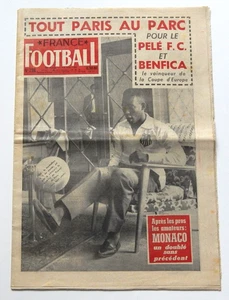 TOUT PARIS AU PARC
POUR LE
PELÉ F.C.
ET
BENFICA
le vainqueur de
la Coupe d'Europe
FRANCE
FOOTBALL
Après les pros
les amateurs:
MONACO
un doublé
sans
précédent